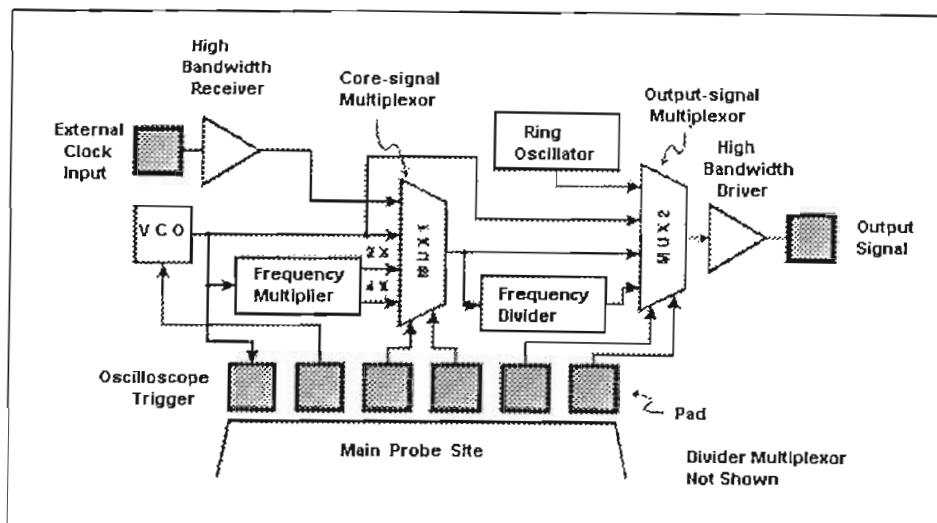 High
Bandwidth
Receiver
Core-signal
Multiplexor
Output-signal
Multiplexor
External
Clock
Input
Ring
Oscillator
High
Bandwidth
Driver
VCO
MUX1
2X
4X
MUX2
Output
Signal
Frequency
Multiplier
Frequency
Divider
Oscilloscope
Trigger
Pad
Main Probe Site
Divider Multiplexor
Not Shown